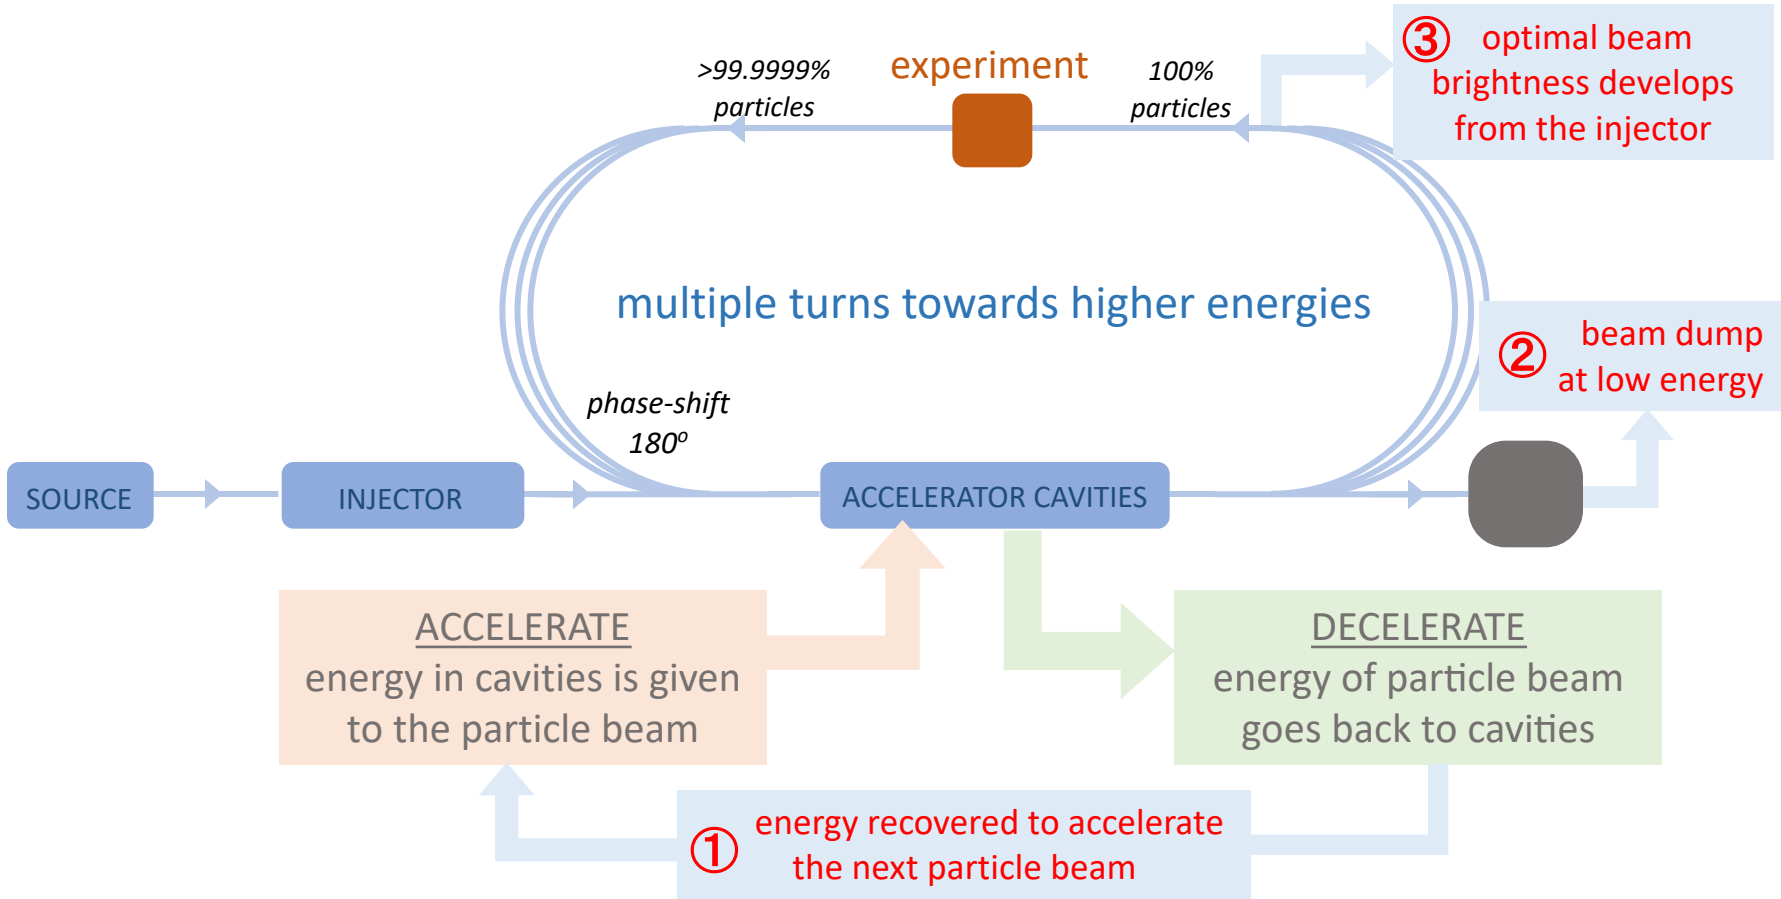 >99.9999%
particles
experiment
100%
particles
③ optimal beam
brightness develops
from the injector
multiple turns towards higher energies
② beam dump
at low energy
phase-shift
180º
SOURCE
INJECTOR
ACCELERATOR CAVITIES
ACCELERATE
energy in cavities is given
to the particle beam
DECELERATE
energy of particle beam
goes back to cavities
① energy recovered to accelerate
the next particle beam